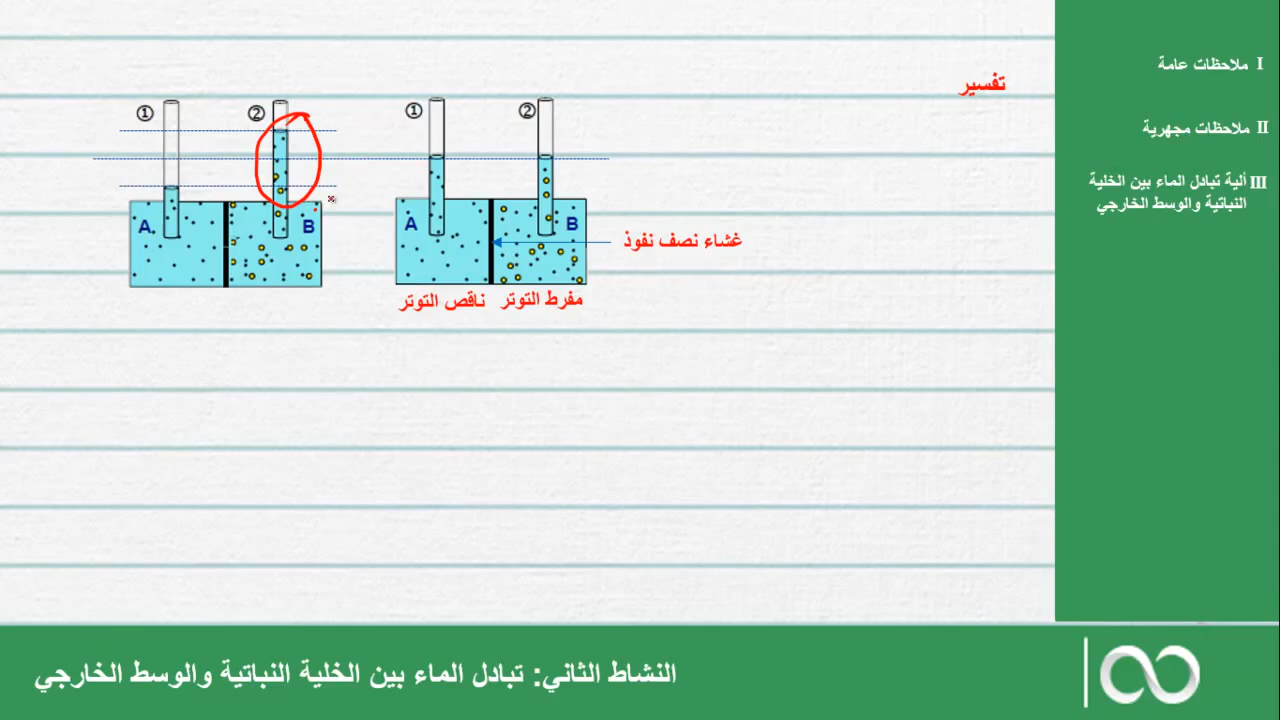 I ملاحظات عامة
II ملاحظات مجهرية
III ألية تبادل الماء بين الخلية
النباتية والوسط الخارجي
تفسير
① ② ① ②
A B A B
غشاء نصف نفوذ
مفرط التوتر ناقص التوتر
النشاط الثاني: تبادل الماء بين الخلية النباتية والوسط الخارجي